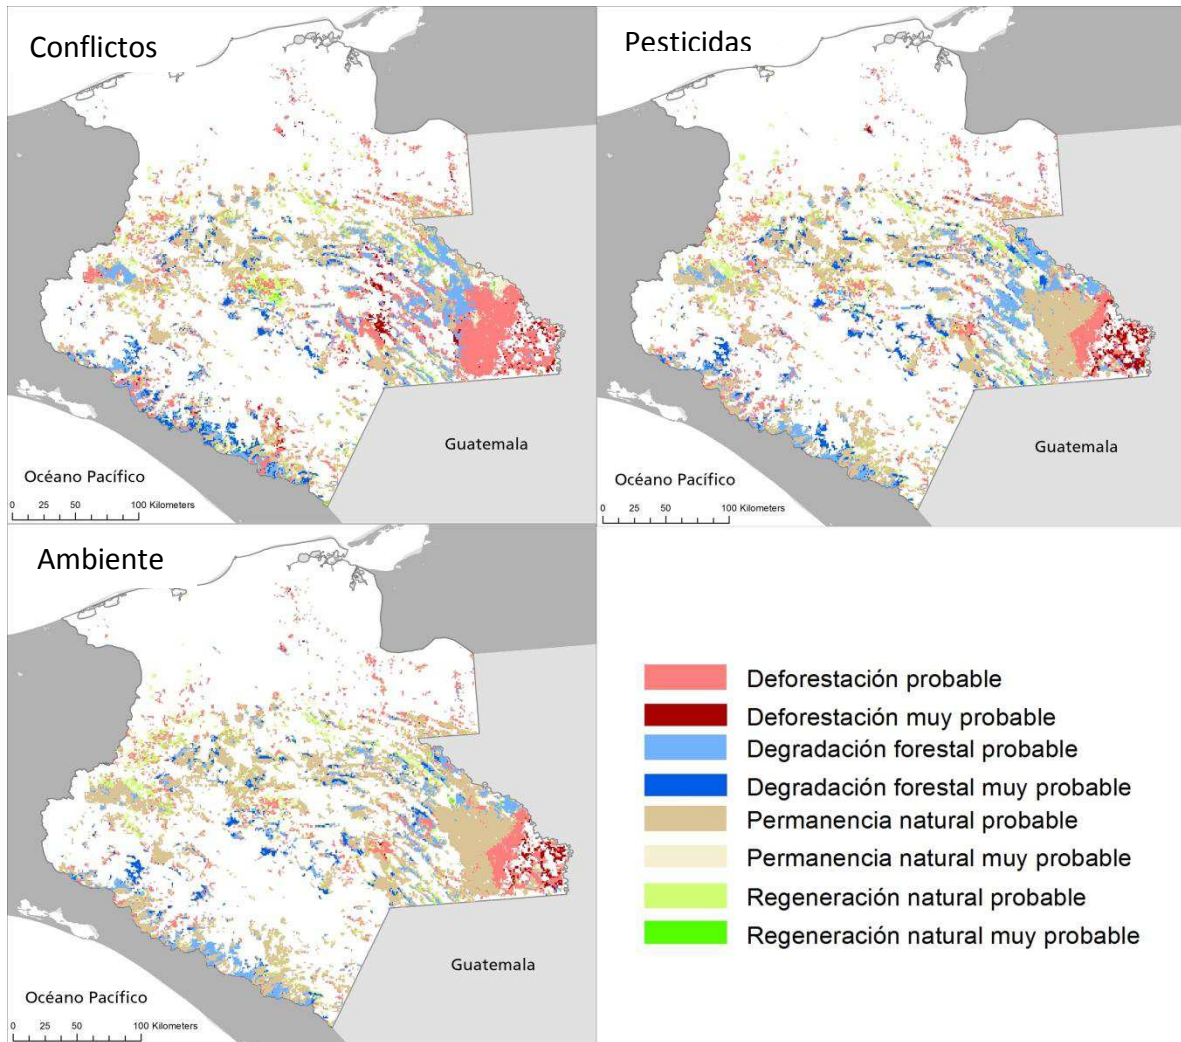 Conflictos
Guatemala
Océano Pacífico
0 25 50 100 Kilometers
Pesticidas
Guatemala
Océano Pacífico
0 25 50 100 Kilometers
Ambiente
Guatemala
Océano Pacífico
0 25 50 100 Kilometers
Deforestación probable
Deforestación muy probable
Degradación forestal probable
Degradación forestal muy probable
Permanencia natural probable
Permanencia natural muy probable
Regeneración natural probable
Regeneración natural muy probable